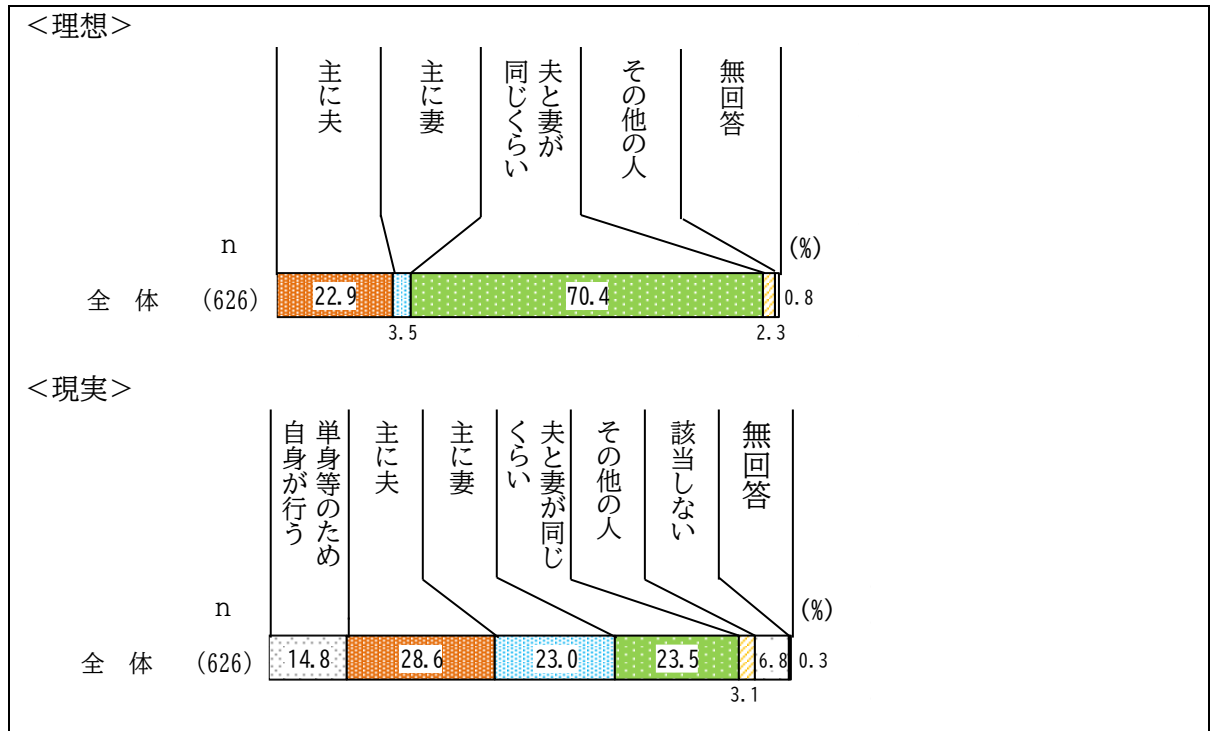 ＜理想＞
主に夫
主に妻
夫と妻が
同じくらい
その他の人
無回答
n
(%)
全　体
(626)
22.9
3.5
70.4
2.3
0.8
＜現実＞
単身等のため
自身が行う
主に夫
主に妻
夫と妻が同じ
くらい
その他の人
該当しない
無回答
n
(%)
全　体
(626)
14.8
28.6
23.0
23.5
3.1
6.8
0.3